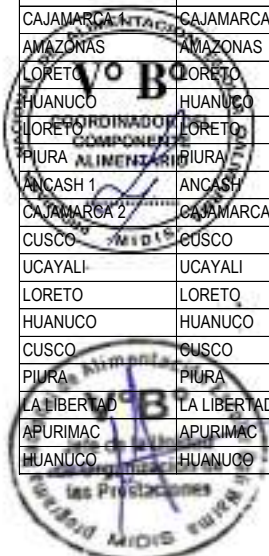 CAJAMARCA 1 CAJAMARCA
AMAZONAS AMAZONAS
LORETO LORETO
HUANUCO HUANUCO
LORETO LORETO
PIURA PIURA
ANCASH 1 ANCASH
CAJAMARCA 2 CAJAMARCA
CUSCO CUSCO
UCAYALI UCAYALI
LORETO LORETO
HUANUCO HUANUCO
CUSCO CUSCO
PIURA PIURA
LA LIBERTAD LA LIBERTAD
APURIMAC APURIMAC
HUANUCO HUANUCO
V° B°
COORDINADOR
COMPONENTE
ALIMENTARIO
MIDIS
B°
las Prestaciones
MIDIS